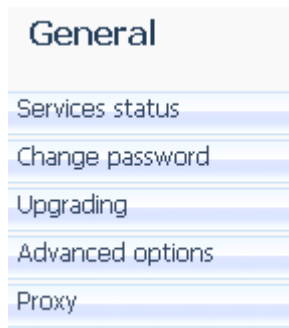 General
Services status
Change password
Upgrading
Advanced options
Proxy